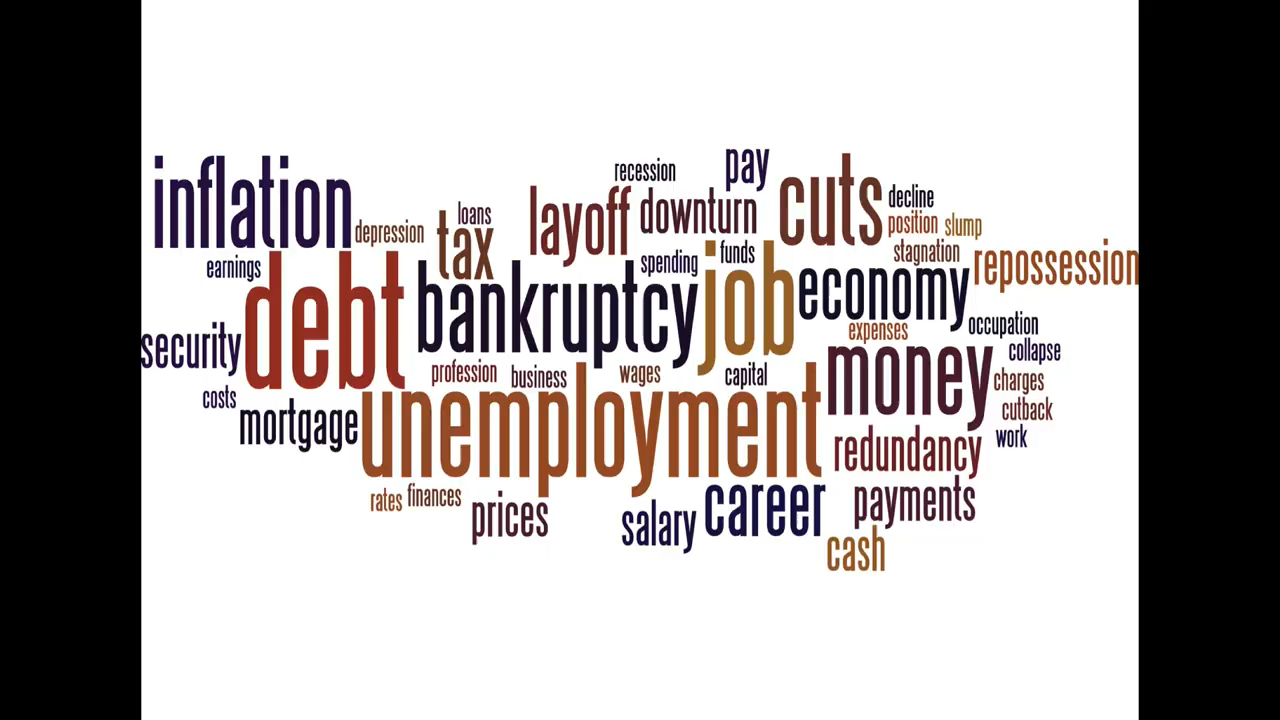 inflation
recession
pay
cuts
decline
depression
loans
tax
layoff
downturn
position
slump
earnings
spending
funds
stagnation
repossession
debt
bankruptcy
job
economy
security
expenses
occupation
collapse
costs
profession
business
wages
capital
money
charges
cutback
mortgage
unemployment
redundancy
work
rates
finances
prices
salary
career
payments
cash